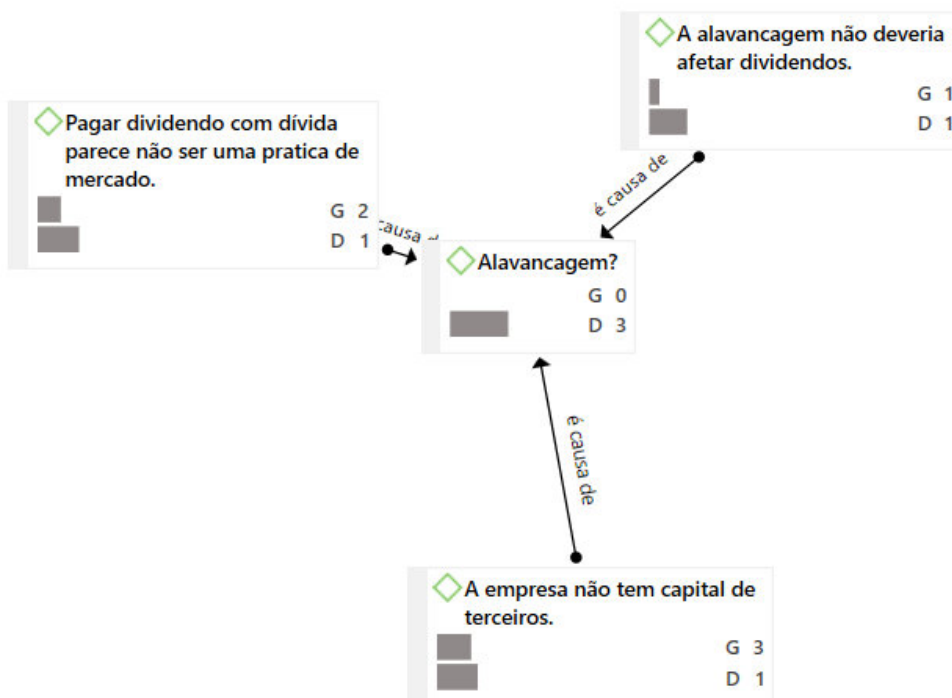 A alavancagem não deveria
afetar dividendos.
G 1
D 1
Pagar dividendo com dívida
parece não ser uma pratica de
mercado.
G 2
D 1
é causa de
causa d
Alavancagem?
G 0
D 3
é causa de
A empresa não tem capital de
terceiros.
G 3
D 1